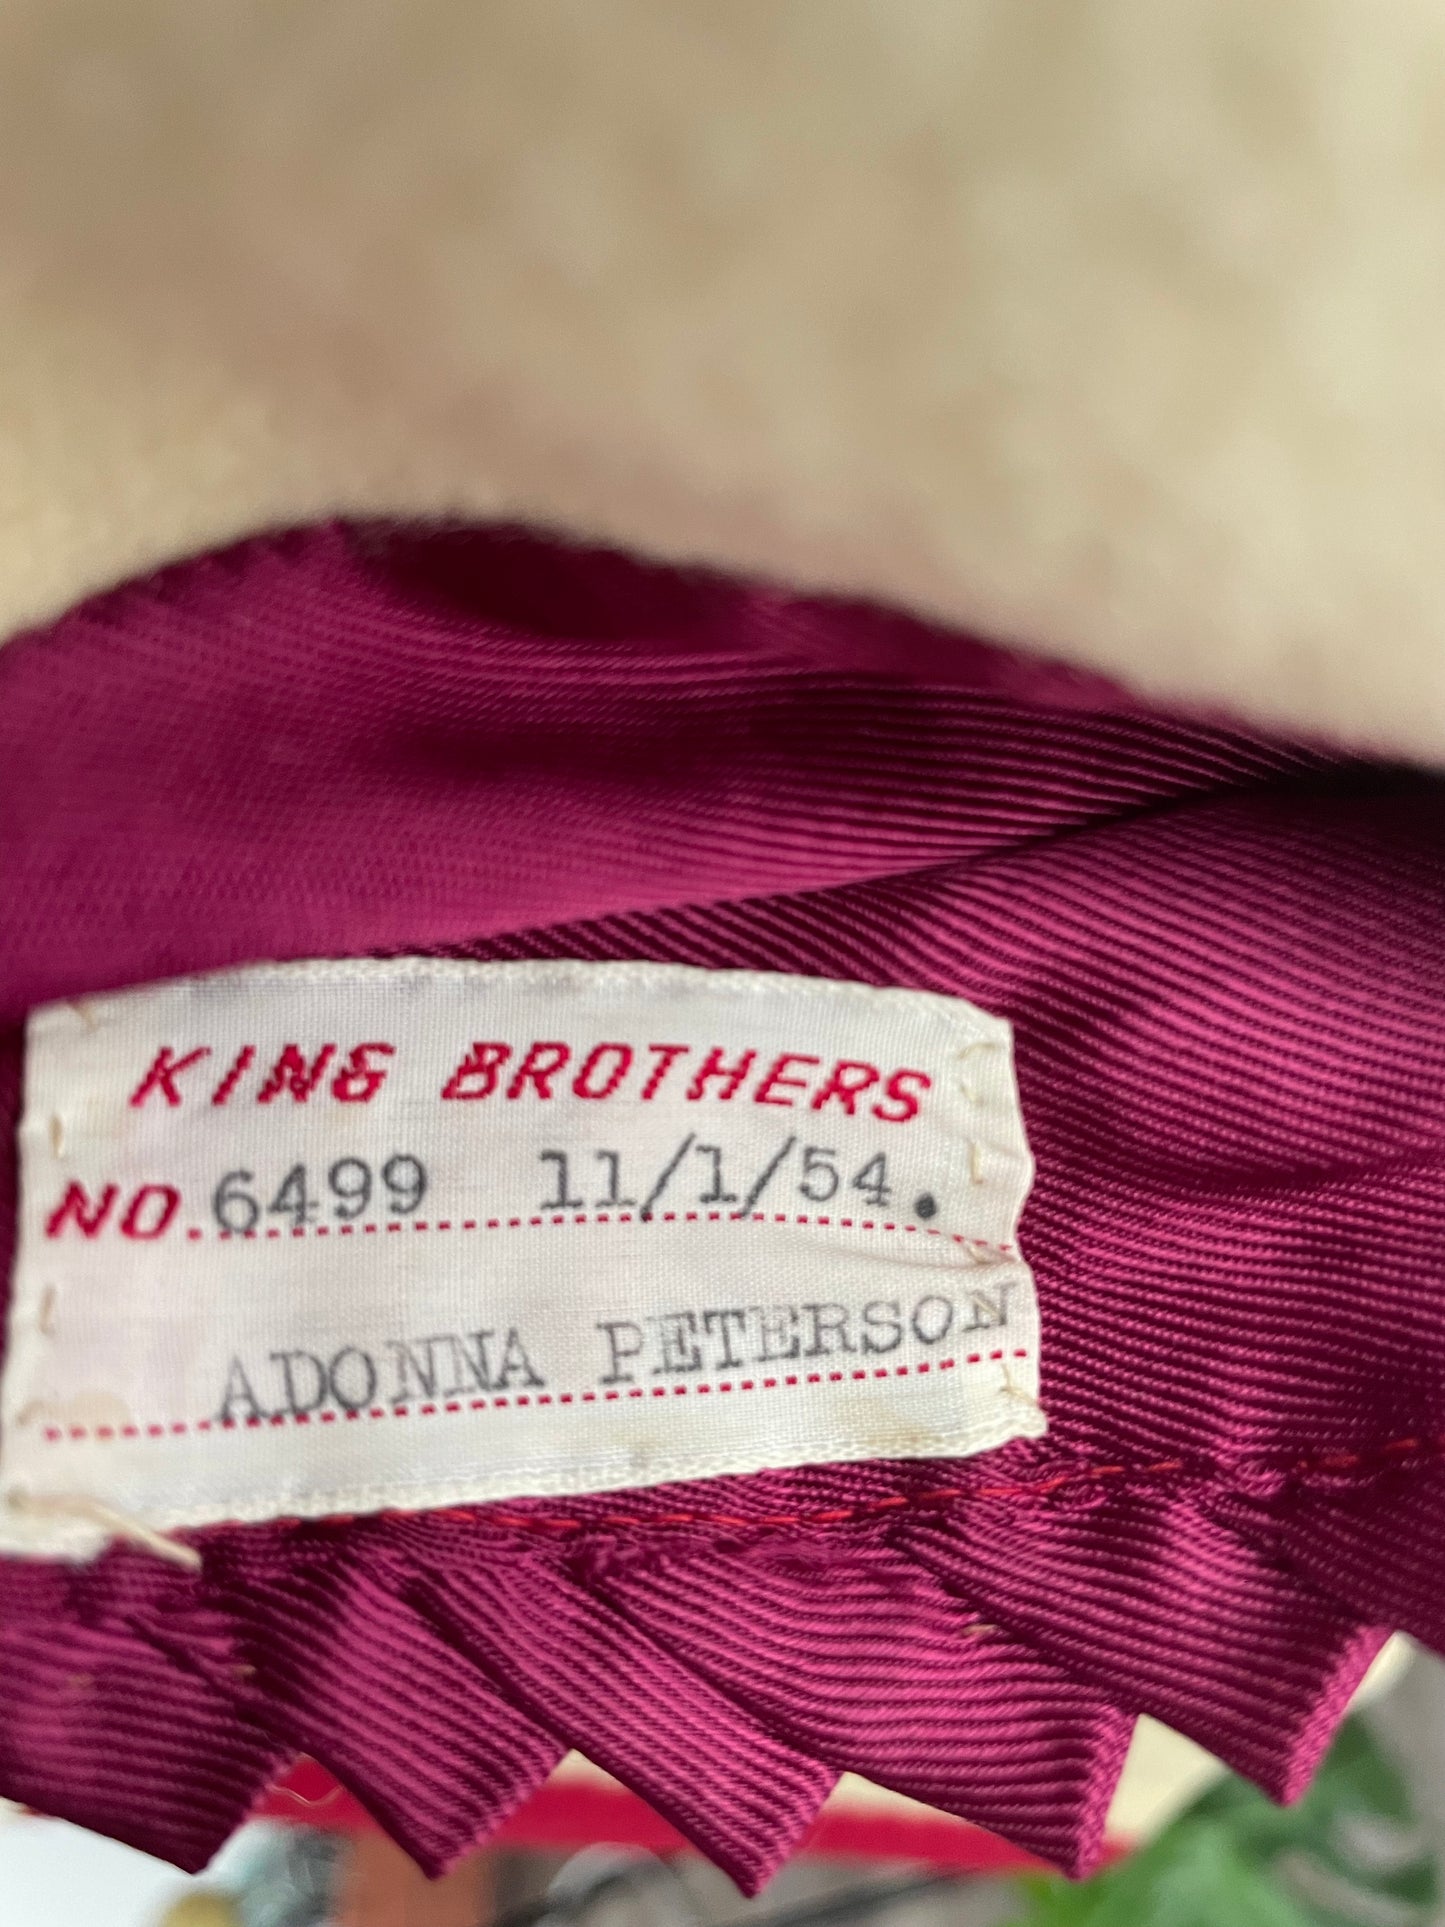 KING BROTHERS
NO. 6499 11/1/54.
ADONNA PETERSON